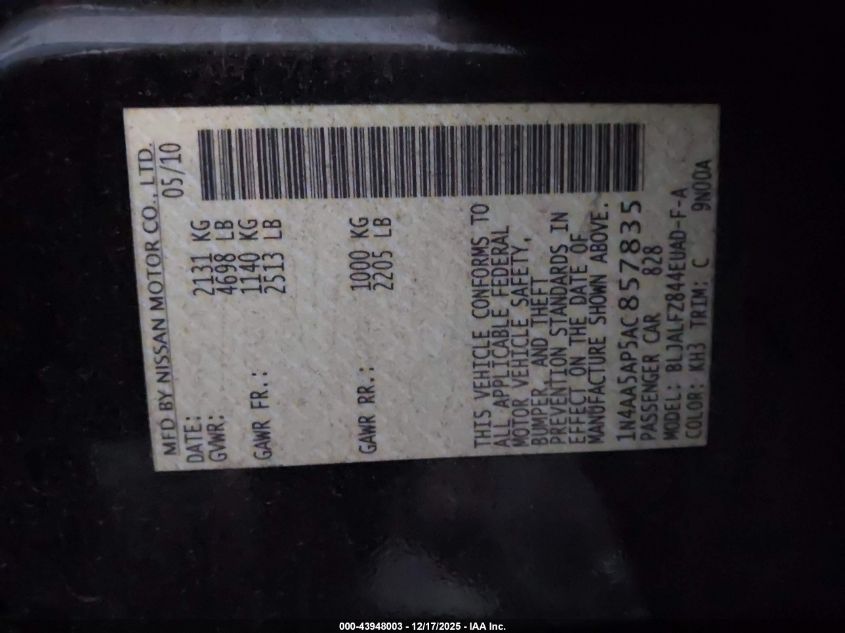 MFD BY NISSAN MOTOR CO., LTD.
DATE: 05/10
GVWR: 2131 KG
4698 LB
GAWR FR.: 1140 KG
2513 LB
GAWR RR.: 1000 KG
2205 LB
THIS VEHICLE CONFORMS TO
ALL APPLICABLE FEDERAL
MOTOR VEHICLE SAFETY,
BUMPER, AND THEFT
PREVENTION STANDARDS IN
EFFECT ON THE DATE OF
MANUFACTURE SHOWN ABOVE.
1N4AA5AP5AC857835
PASSENGER CAR 828
MODEL: BLJALFZ844EUAD-F-A
COLOR: KH3 TRIM: C 9N00A
000-43948003 - 12/17/2025 - IAA Inc.